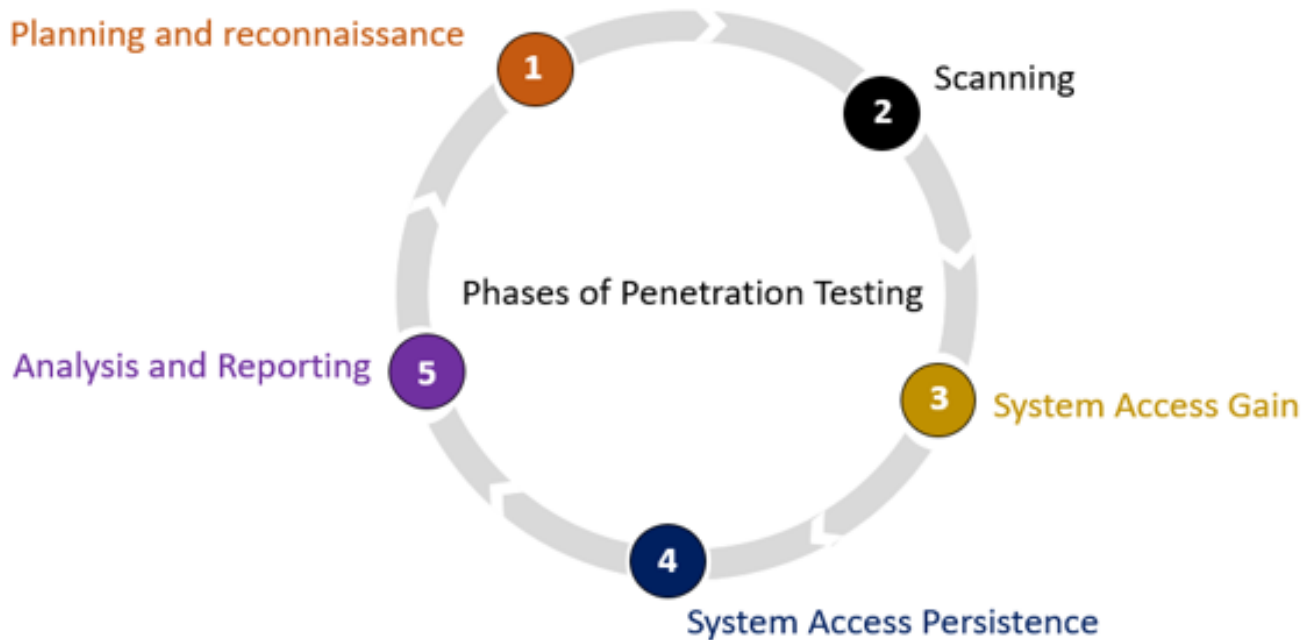 Planning and reconnaissance
1
2
Scanning
Phases of Penetration Testing
Analysis and Reporting
5
3
System Access Gain
4
System Access Persistence